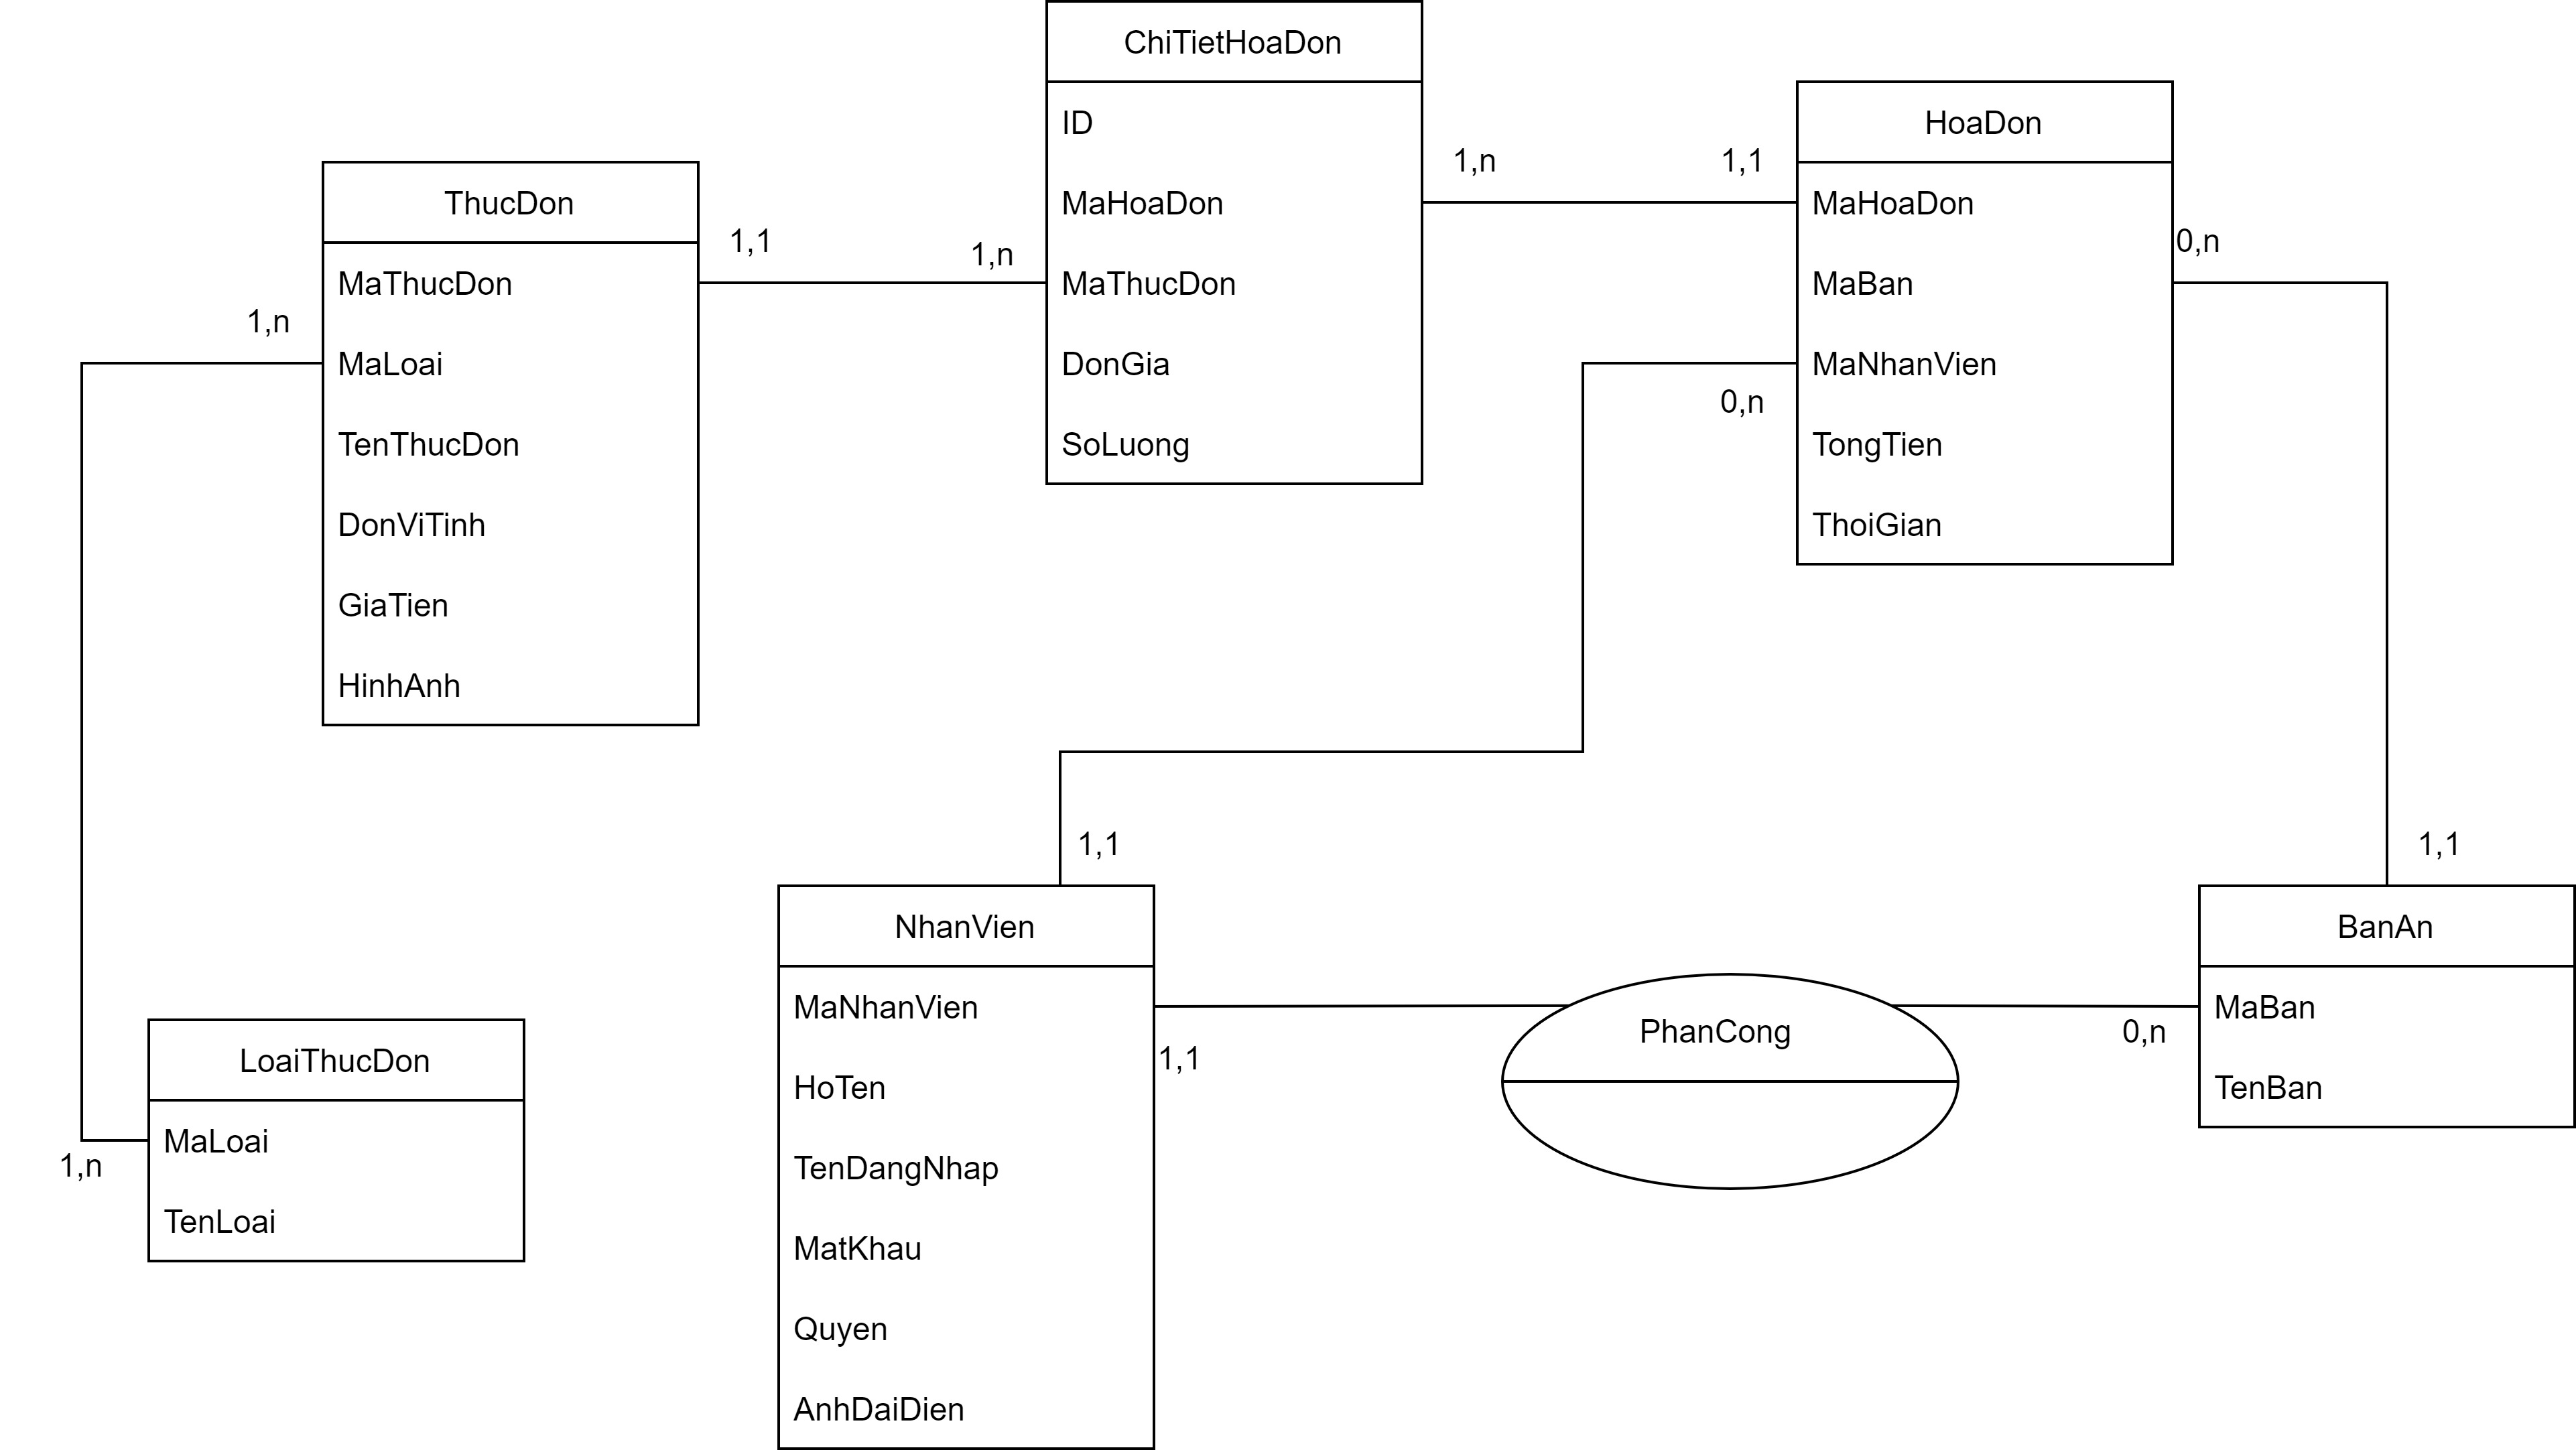 ChiTietHoaDon
ID
MaHoaDon
MaThucDon
DonGia
SoLuong
HoaDon
MaHoaDon
MaBan
MaNhanVien
TongTien
ThoiGian
ThucDon
MaThucDon
MaLoai
TenThucDon
DonViTinh
GiaTien
HinhAnh
1,n
1,1
1,1
1,n
0,n
1,n
0,n
1,1
1,1
NhanVien
MaNhanVien
HoTen
TenDangNhap
MatKhau
Quyen
AnhDaiDien
1,1
PhanCong
0,n
BanAn
MaBan
TenBan
LoaiThucDon
MaLoai
TenLoai
1,n